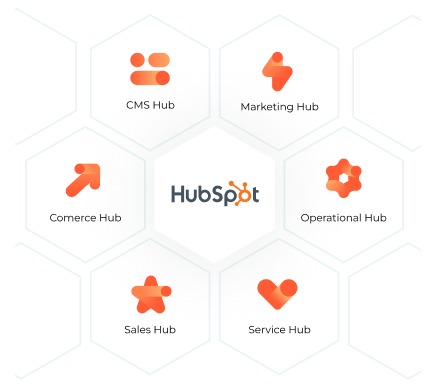 CMS Hub
Marketing Hub
Comerce Hub
HubSpot
Operational Hub
Sales Hub
Service Hub